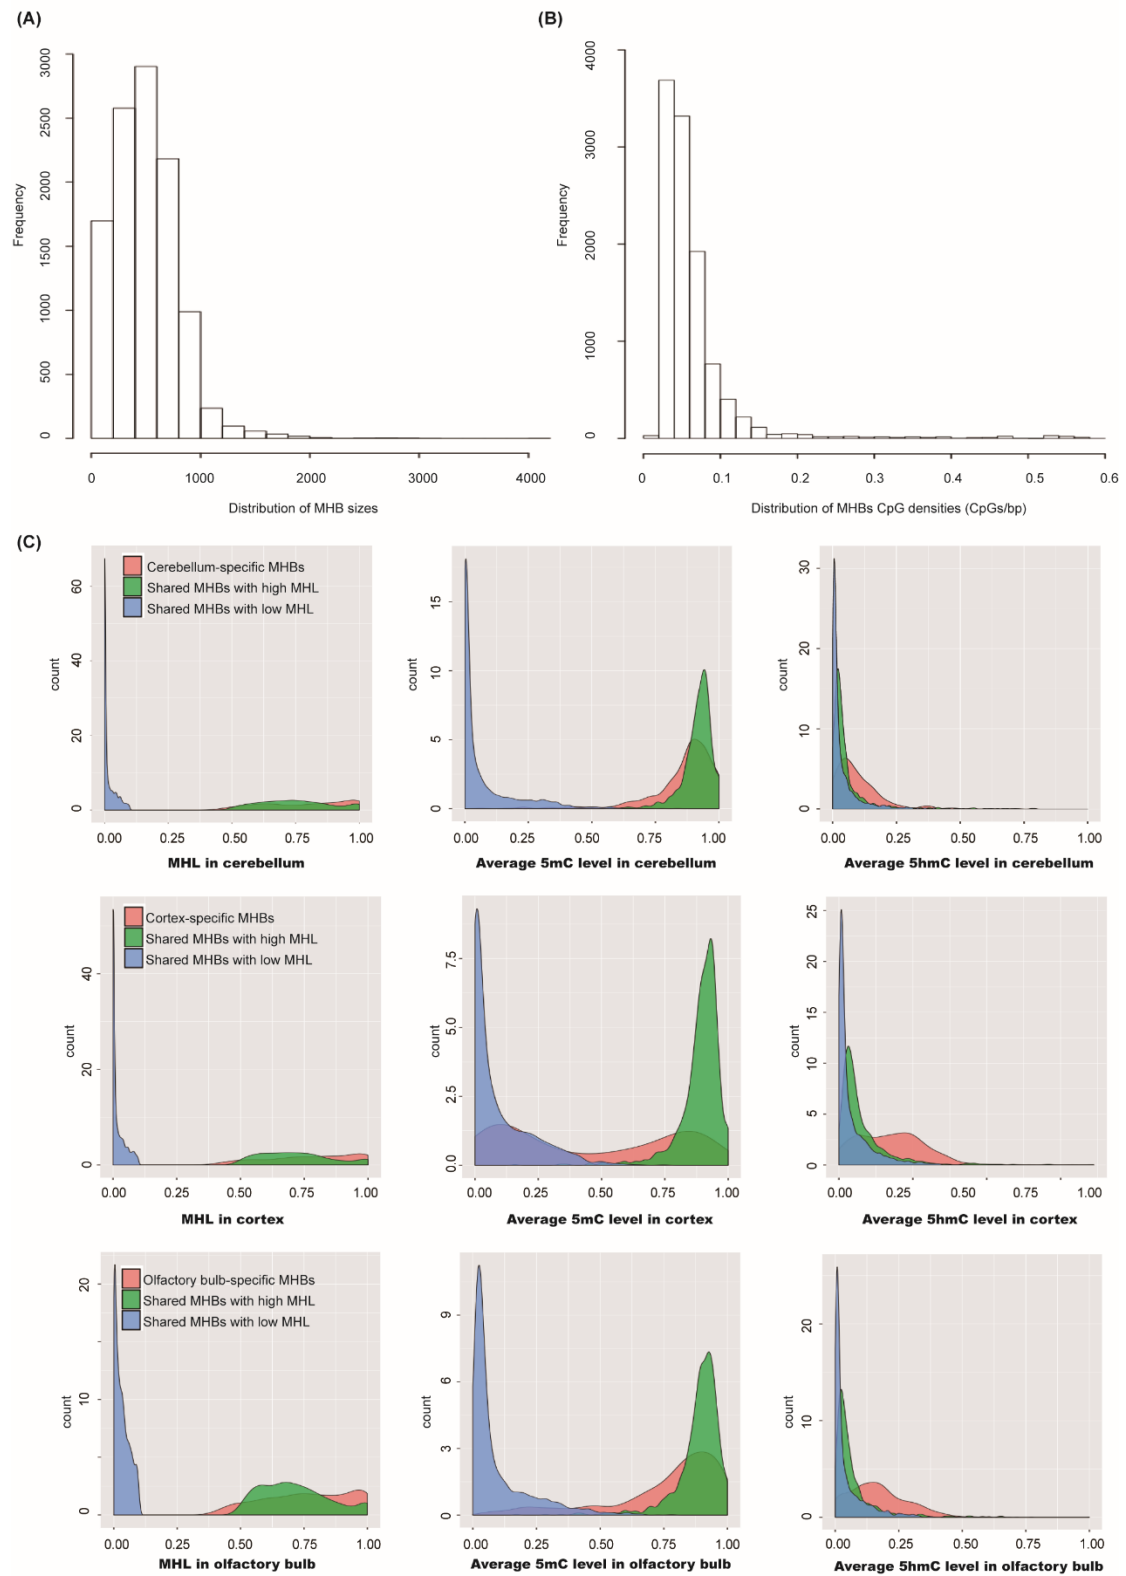 (A)
(B)
3000
2500
2000
1500
1000
500
0
Frequency
0
1000
2000
3000
4000
Distribution of MHB sizes
4000
3000
4000
1000
0
Frequency
0
0.1
0.2
0.3
0.4
0.5
0.6
Distribution of MHBs CpG densities (CpGs/bp)
(C)
Cerebellum-specific MHBs
Shared MHBs with high MHL
Shared MHBs with low MHL
60
40
20
0
count
0.00 0.25 0.50 0.75 1.00
MHL in cerebellum
15
10
5
0
count
0.00 0.25 0.50 0.75 1.00
Average 5mC level in cerebellum
30
20
10
0
count
0.00 0.25 0.50 0.75 1.00
Average 5hmC level in cerebellum
Cortex-specific MHBs
Shared MHBs with high MHL
Shared MHBs with low MHL
40
20
0
count
0.00 0.25 0.50 0.75 1.00
MHL in cortex
7.5
5.0
2.5
0.0
count
0.00 0.25 0.50 0.75 1.00
Average 5mC level in cortex
25
20
15
10
5
0
count
0.00 0.25 0.50 0.75 1.00
Average 5hmC level in cortex
Olfactory bulb-specific MHBs
Shared MHBs with high MHL
Shared MHBs with low MHL
20
10
0
count
0.00 0.25 0.50 0.75 1.00
MHL in olfactory bulb
9
6
3
0
count
0.00 0.25 0.50 0.75 1.00
Average 5mC level in olfactory bulb
20
10
0
count
0.00 0.25 0.50 0.75 1.00
Average 5hmC level in olfactory bulb